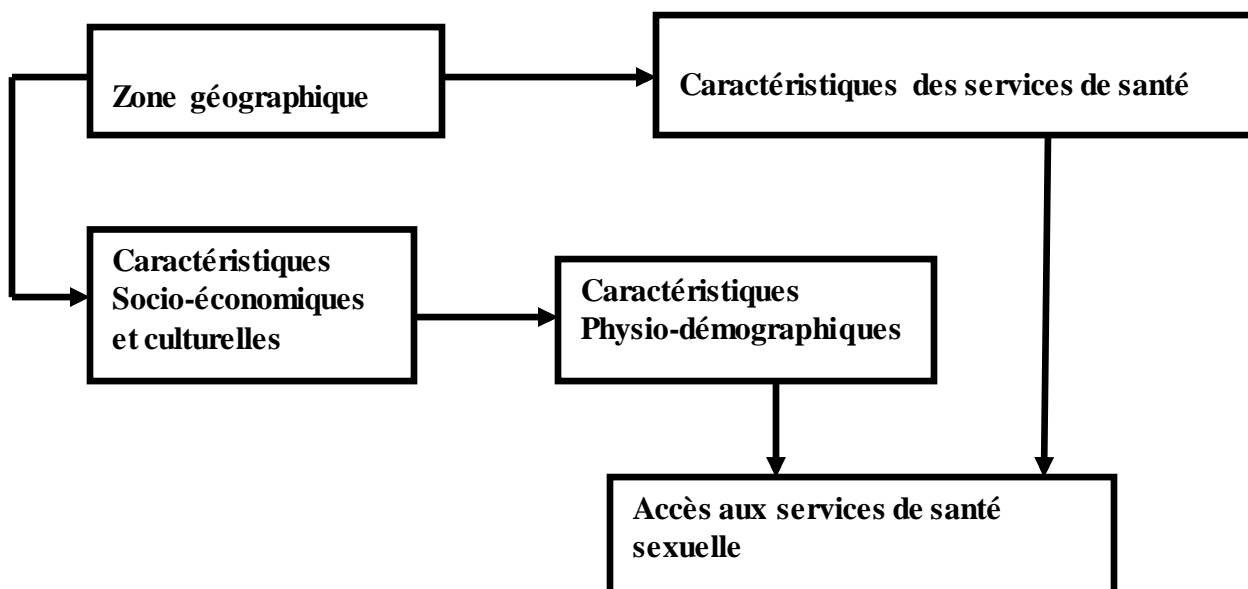 Zone géographique
Caractéristiques des services de santé
Caractéristiques
Socio-économiques
et culturelles
Caractéristiques
Physio-démographiques
Accès aux services de santé
sexuelle